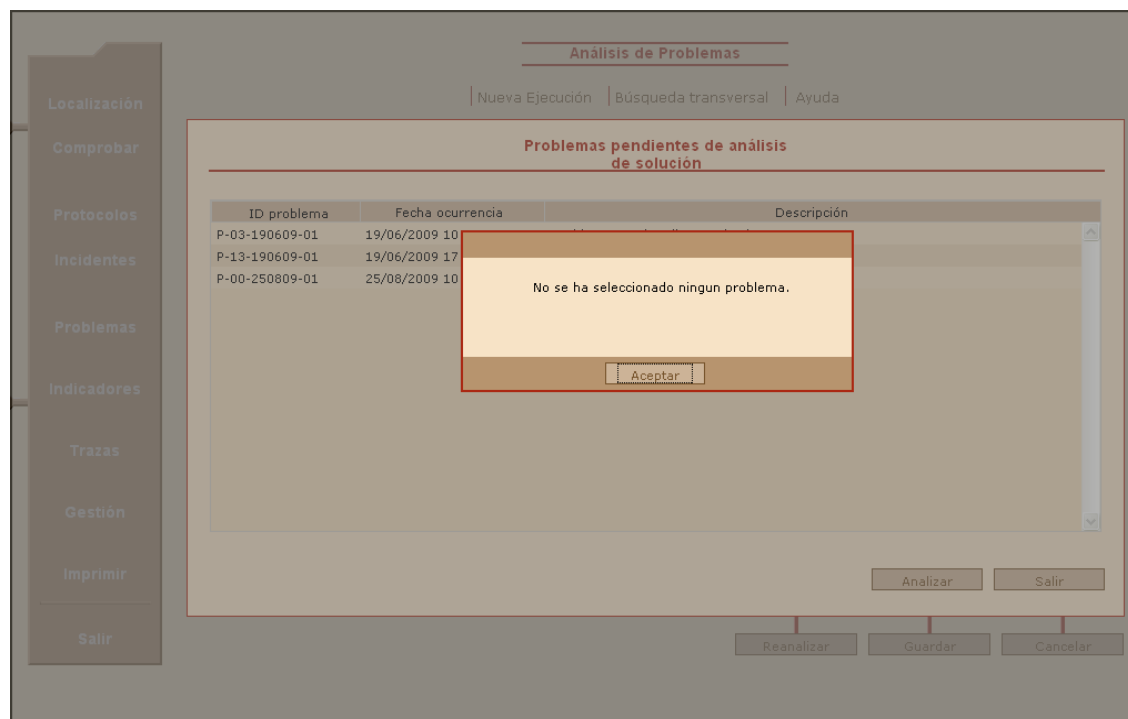 Análisis de Problemas
Nueva Ejecución Búsqueda transversal Ayuda
Localización
Comprobar
Protocolos
Incidentes
Problemas
Indicadores
Trazas
Gestión
Imprimir
Salir
Problemas pendientes de análisis
de solución
ID problema Fecha ocurrencia Descripción
P-03-190609-01 19/06/2009 10
P-13-190609-01 19/06/2009 17
P-00-250809-01 25/08/2009 10
No se ha seleccionado ningun problema.
Aceptar
Analizar Salir
Reanalizar Guardar Cancelar